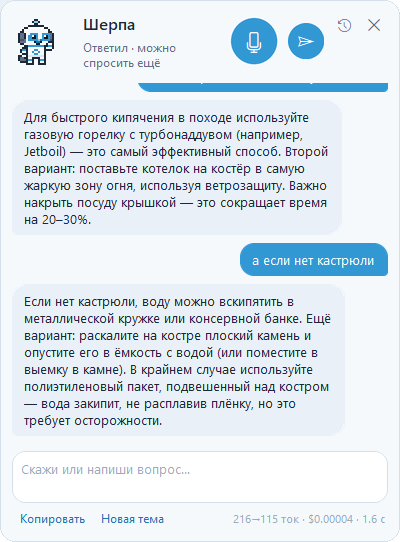 Шерпа
Ответил · можно
спросить ещё
Для быстрого кипячения в походе используйте
газовую горелку с турбонаддувом (например,
Jetboil) — это самый эффективный способ. Второй
вариант: поставьте котелок на костёр в самую
жаркую зону огня, используя ветрозащиту. Важно
накрыть посуду крышкой — это сокращает время
на 20–30%.
а если нет кастрюли
Если нет кастрюли, воду можно вскипятить в
металлической кружке или консервной банке. Ещё
вариант: раскалите на костре плоский камень и
опустите его в ёмкость с водой (или поместите в
выемку в камне). В крайнем случае используйте
полиэтиленовый пакет, подвешенный над костром
— вода закипит, не расплавив плёнку, но это
требует осторожности.
Скажи или напиши вопрос...
Копировать Новая тема 216→115 ток · $0.00004 · 1.6 с